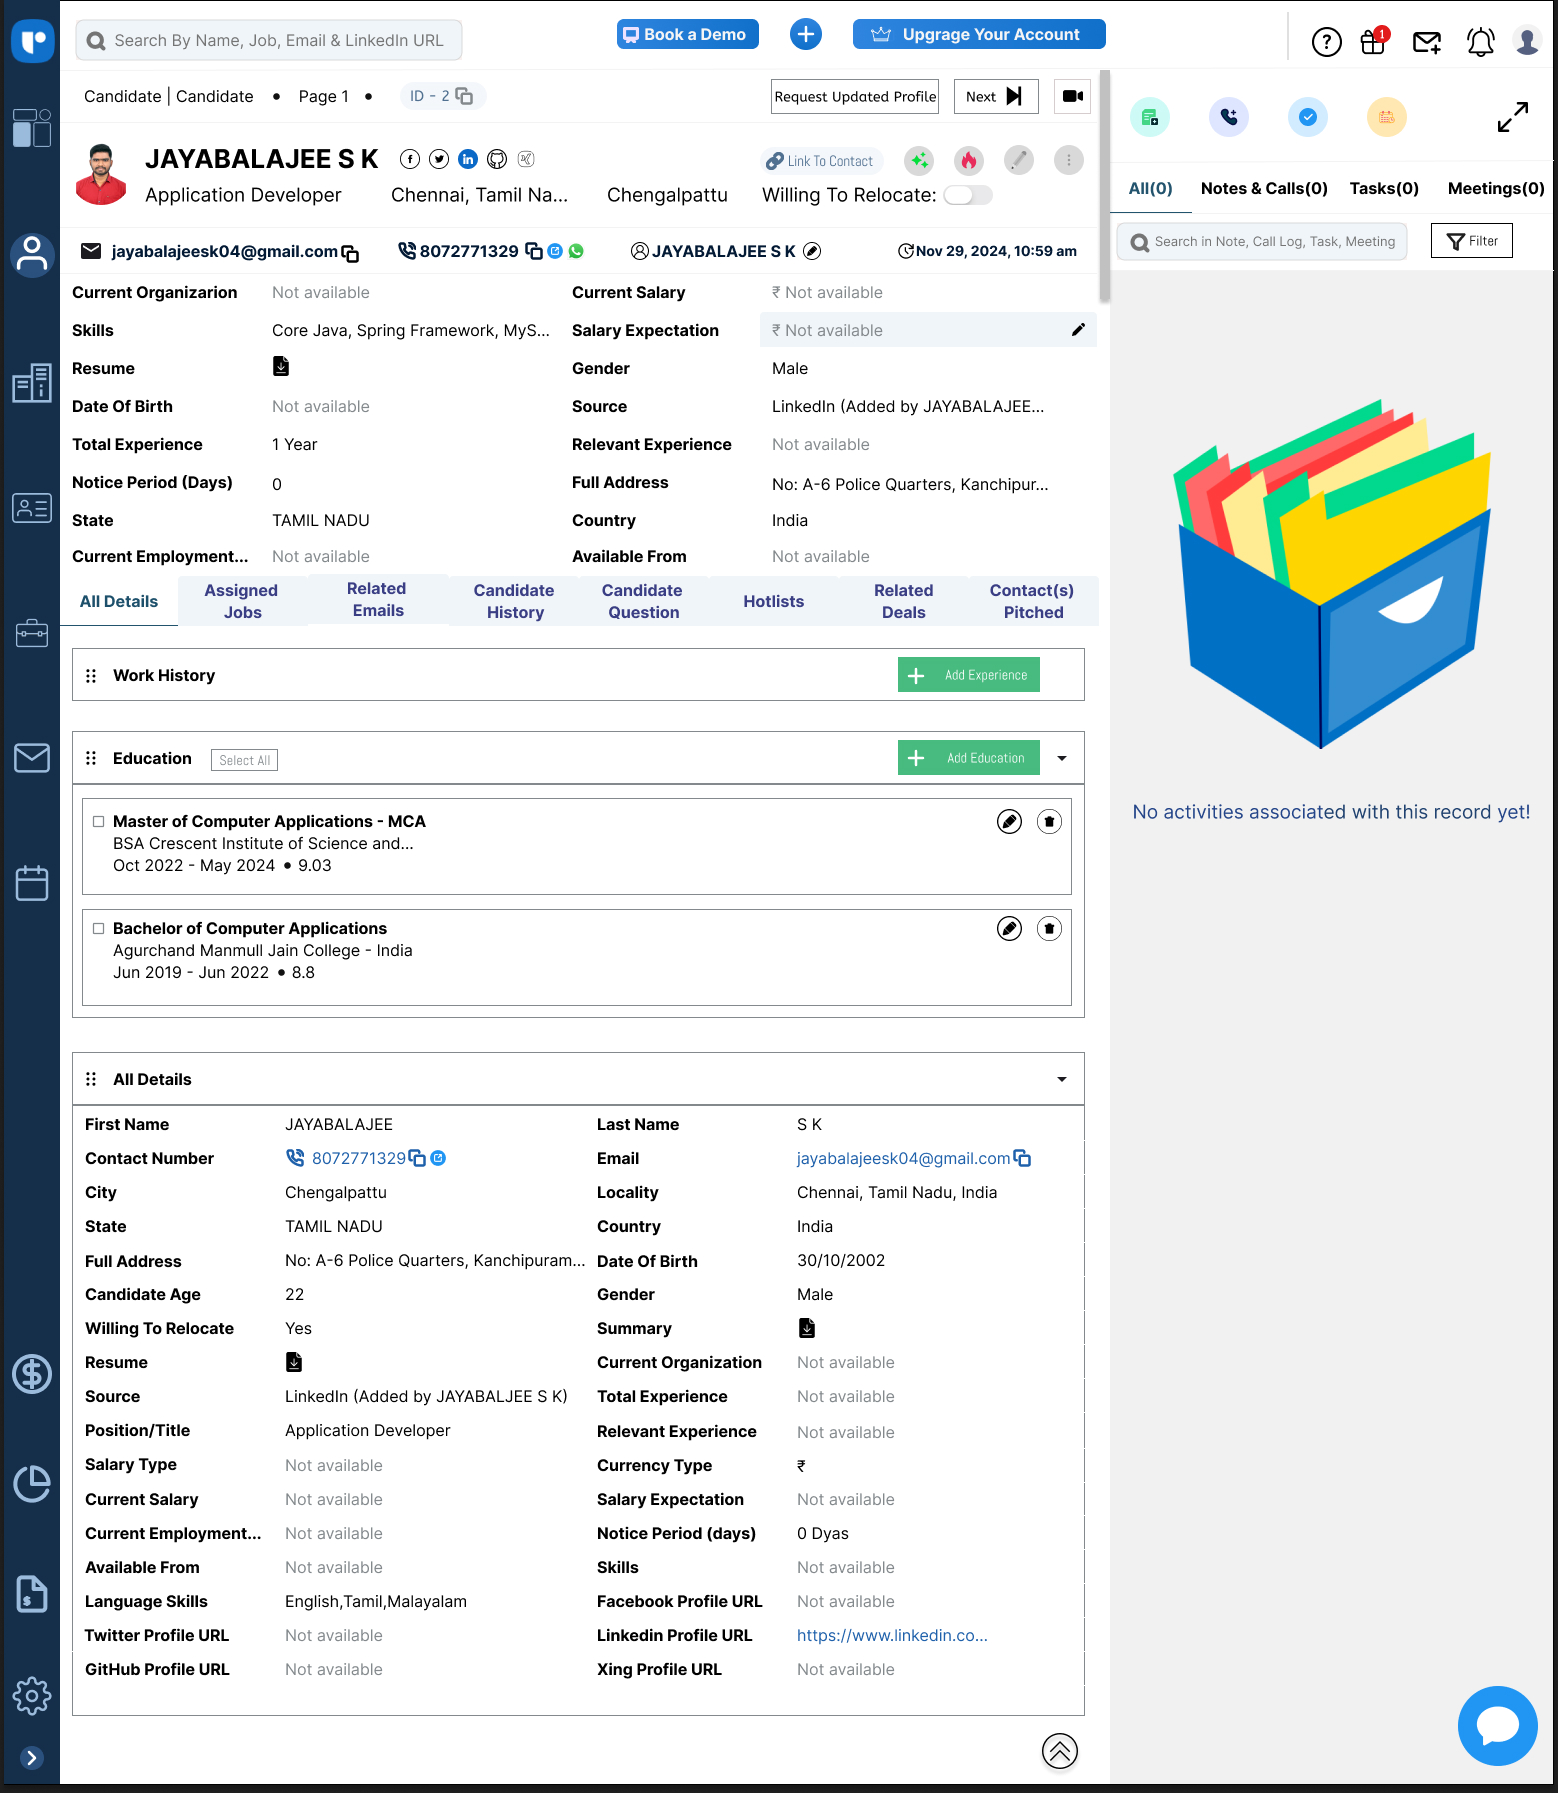 Search By Name, Job, Email & LinkedIn URL
Book a Demo
Upgrage Your Account
1
Candidate | Candidate • Page 1 • ID - 2
Request Updated Profile
Next
JAYABALAJEE S K
Link To Contact
Application Developer Chennai, Tamil Na... Chengalpattu Willing To Relocate:
jayabalajeesk04@gmail.com 8072771329 JAYABALAJEE S K Nov 29, 2024, 10:59 am
Current Organizarion Not available Current Salary ₹ Not available
Skills Core Java, Spring Framework, MyS... Salary Expectation ₹ Not available
Resume Gender Male
Date Of Birth Not available Source LinkedIn (Added by JAYABALAJEE...
Total Experience 1 Year Relevant Experience Not available
Notice Period (Days) 0 Full Address No: A-6 Police Quarters, Kanchipur...
State TAMIL NADU Country India
Current Employment... Not available Available From Not available
All Details
Assigned
Jobs
Related
Emails
Candidate
History
Candidate
Question
Hotlists
Related
Deals
Contact(s)
Pitched
Work History
Add Experience
Education
Select All
Add Education
Master of Computer Applications - MCA
BSA Crescent Institute of Science and...
Oct 2022 - May 2024 • 9.03
Bachelor of Computer Applications
Agurchand Manmull Jain College - India
Jun 2019 - Jun 2022 • 8.8
All Details
First Name JAYABALAJEE Last Name S K
Contact Number 8072771329 Email jayabalajeesk04@gmail.com
City Chengalpattu Locality Chennai, Tamil Nadu, India
State TAMIL NADU Country India
Full Address No: A-6 Police Quarters, Kanchipuram... Date Of Birth 30/10/2002
Candidate Age 22 Gender Male
Willing To Relocate Yes Summary
Resume Current Organization Not available
Source LinkedIn (Added by JAYABALJEE S K) Total Experience Not available
Position/Title Application Developer Relevant Experience Not available
Salary Type Not available Currency Type ₹
Current Salary Not available Salary Expectation Not available
Current Employment... Not available Notice Period (days) 0 Dyas
Available From Not available Skills Not available
Language Skills English,Tamil,Malayalam Facebook Profile URL Not available
Twitter Profile URL Not available Linkedin Profile URL https://www.linkedin.co...
GitHub Profile URL Not available Xing Profile URL Not available
All(0) Notes & Calls(0) Tasks(0) Meetings(0)
Search in Note, Call Log, Task, Meeting
Filter
No activities associated with this record yet!